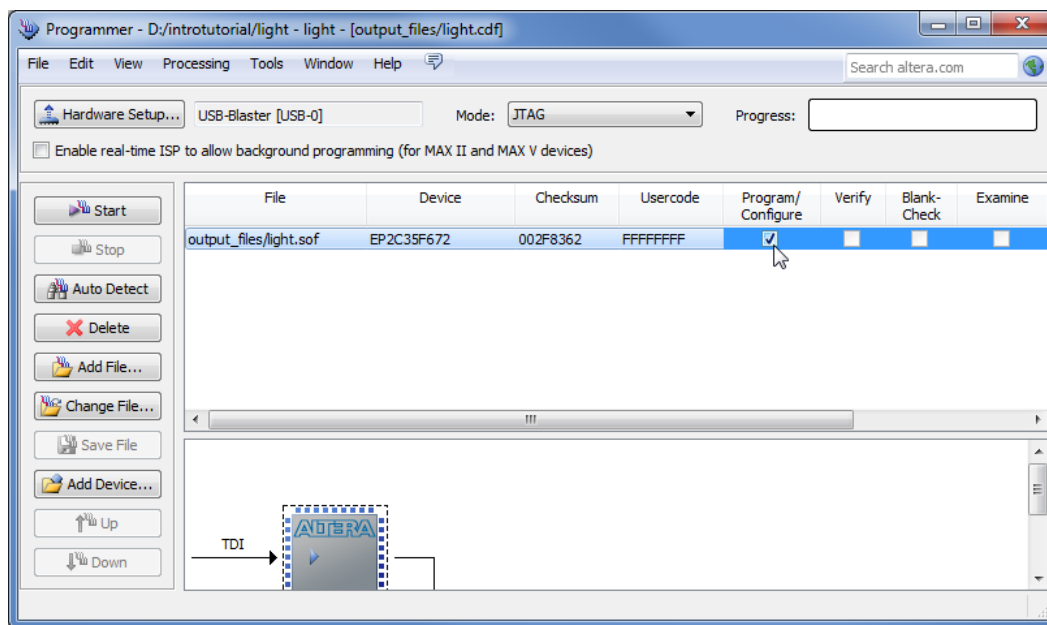 Programmer - D:/introtutorial/light - light - [output_files/light.cdf]
File Edit View Processing Tools Window Help
Search altera.com
Hardware Setup... USB-Blaster [USB-0] Mode: JTAG Progress:
Enable real-time ISP to allow background programming (for MAX II and MAX V devices)
Start
Stop
Auto Detect
Delete
Add File...
Change File...
Save File
Add Device...
Up
Down
File Device Checksum Usercode Program/Configure Verify Blank-Check Examine
output_files/light.sof EP2C35F672 002F8362 FFFFFFFF
TDI
ALTERA